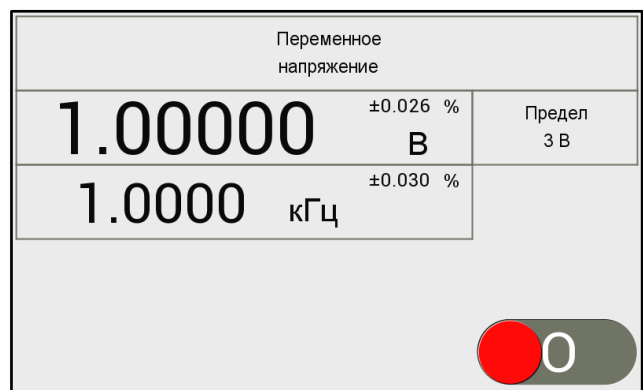 Переменное
напряжение
1.00000 ±0.026 % В
Предел
3 В
1.0000 кГц ±0.030 %
O